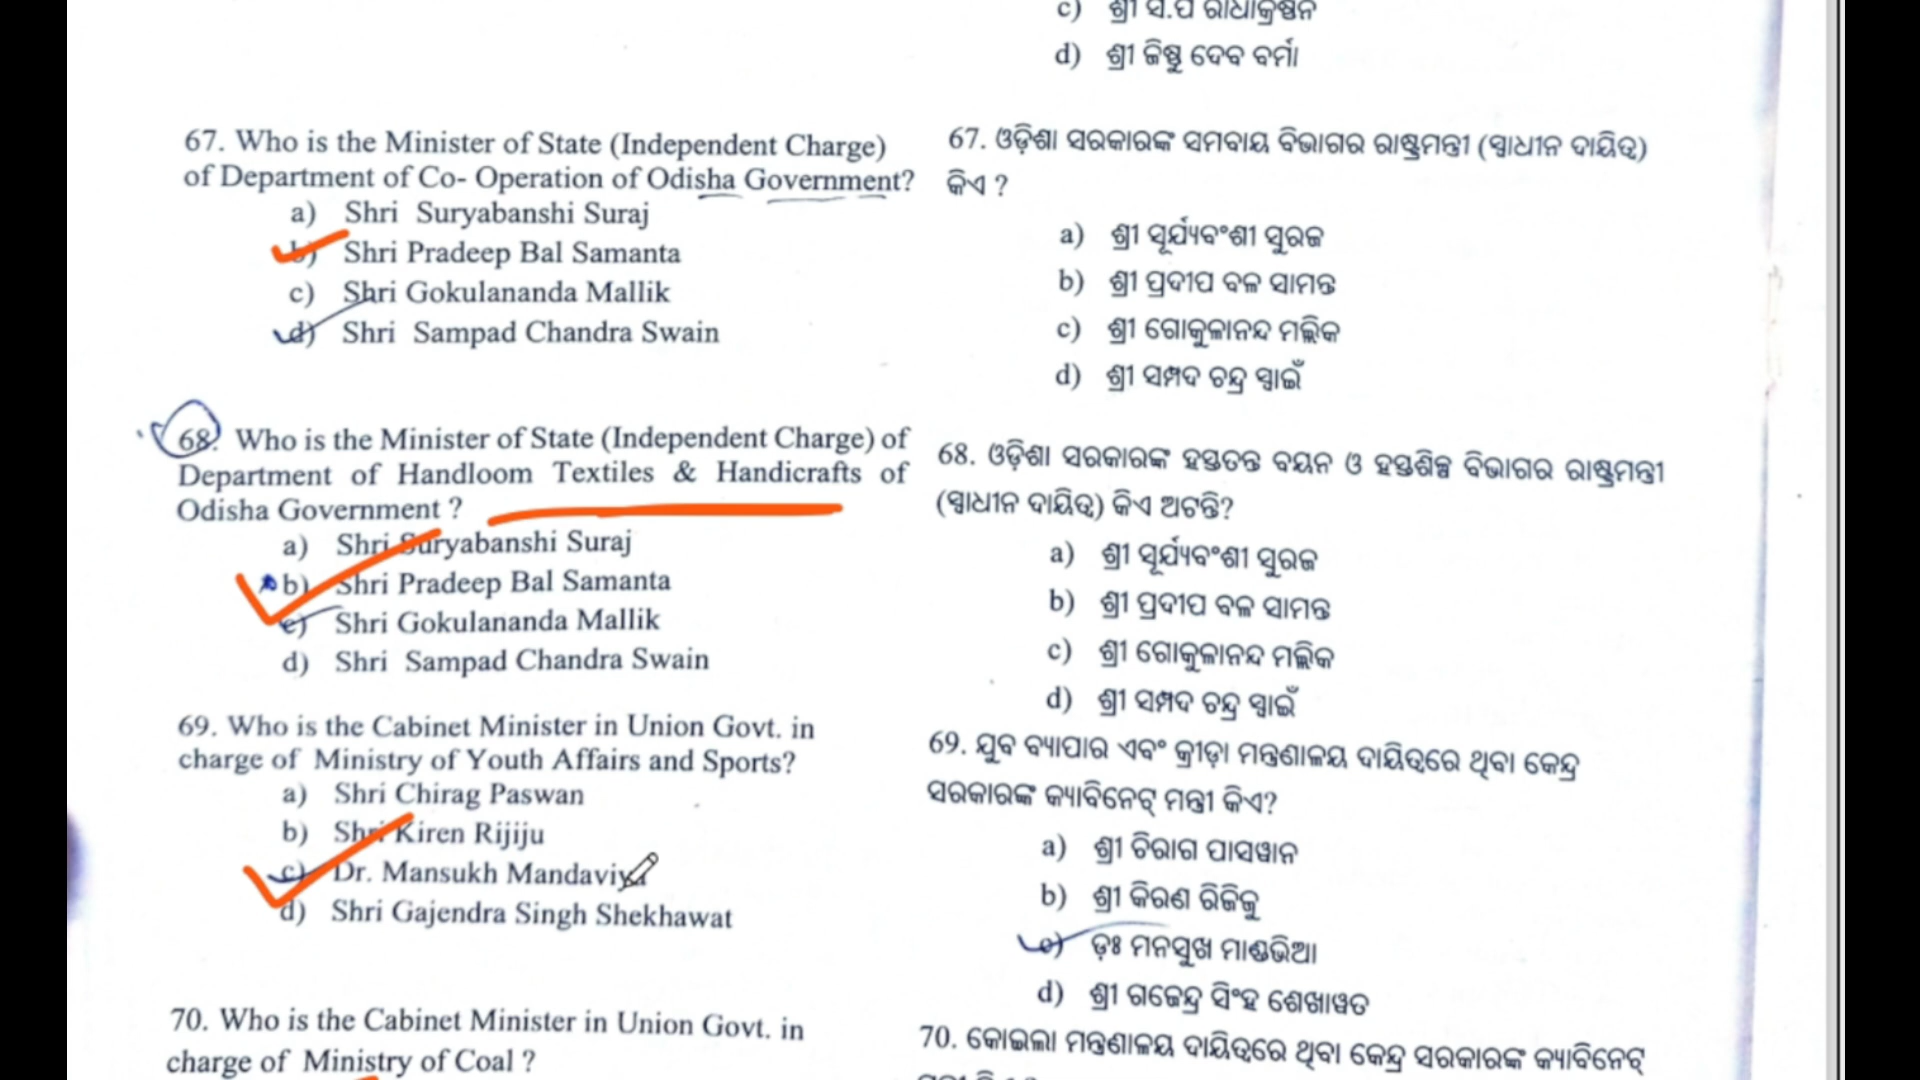 67. Who is the Minister of State (Independent Charge)
of Department of Co- Operation of Odisha Government?
a) Shri Suryabanshi Suraj
b) Shri Pradeep Bal Samanta
c) Shri Gokulananda Mallik
d) Shri Sampad Chandra Swain
68. Who is the Minister of State (Independent Charge) of
Department of Handloom Textiles & Handicrafts of
Odisha Government ?
a) Shri Suryabanshi Suraj
b) Shri Pradeep Bal Samanta
c) Shri Gokulananda Mallik
d) Shri Sampad Chandra Swain
69. Who is the Cabinet Minister in Union Govt. in
charge of Ministry of Youth Affairs and Sports?
a) Shri Chirag Paswan
b) Shri Kiren Rijiju
c) Dr. Mansukh Mandaviya
d) Shri Gajendra Singh Shekhawat
70. Who is the Cabinet Minister in Union Govt. in
charge of Ministry of Coal ?
c) ଶ୍ରୀ ସ.ପି ରାଧାକ୍ରିଷନ
d) ଶ୍ରୀ ଜିଷ୍ଣୁ ଦେବ ବର୍ମା
67. ଓଡ଼ିଶା ସରକାରଙ୍କ ସମବାୟ ବିଭାଗର ରାଷ୍ଟ୍ରମନ୍ତ୍ରୀ (ସ୍ୱାଧୀନ ଦାୟିତ୍ୱ)
କିଏ ?
a) ଶ୍ରୀ ସୂର୍ଯ୍ୟବଂଶୀ ସୁରଜ
b) ଶ୍ରୀ ପ୍ରଦୀପ ବଳ ସାମନ୍ତ
c) ଶ୍ରୀ ଗୋକୁଳାନନ୍ଦ ମଲ୍ଲିକ
d) ଶ୍ରୀ ସମ୍ପଦ ଚନ୍ଦ୍ର ସ୍ୱାଇଁ
68. ଓଡ଼ିଶା ସରକାରଙ୍କ ହସ୍ତତନ୍ତ ବୟନ ଓ ହସ୍ତଶିଳ୍ପ ବିଭାଗର ରାଷ୍ଟ୍ରମନ୍ତ୍ରୀ
(ସ୍ୱାଧୀନ ଦାୟିତ୍ୱ) କିଏ ଅଟନ୍ତି?
a) ଶ୍ରୀ ସୂର୍ଯ୍ୟବଂଶୀ ସୁରଜ
b) ଶ୍ରୀ ପ୍ରଦୀପ ବଳ ସାମନ୍ତ
c) ଶ୍ରୀ ଗୋକୁଳାନନ୍ଦ ମଲ୍ଲିକ
d) ଶ୍ରୀ ସମ୍ପଦ ଚନ୍ଦ୍ର ସ୍ୱାଇଁ
69. ଯୁବ ବ୍ୟାପାର ଏବଂ କ୍ରୀଡ଼ା ମନ୍ତ୍ରଣାଳୟ ଦାୟିତ୍ୱରେ ଥିବା କେନ୍ଦ୍ର
ସରକାରଙ୍କ କ୍ୟାବିନେଟ୍ ମନ୍ତ୍ରୀ କିଏ?
a) ଶ୍ରୀ ଚିରାଗ ପାସୱାନ
b) ଶ୍ରୀ କିରଣ ରିଜିଜୁ
c) ଡ଼ଃ ମନସୁଖ ମାଣ୍ଡଭିଆ
d) ଶ୍ରୀ ଗଜେନ୍ଦ୍ର ସିଂହ ଶେଖାୱତ
70. କୋଇଲା ମନ୍ତ୍ରଣାଳୟ ଦାୟିତ୍ୱରେ ଥିବା କେନ୍ଦ୍ର ସରକାରଙ୍କ କ୍ୟାବିନେଟ୍